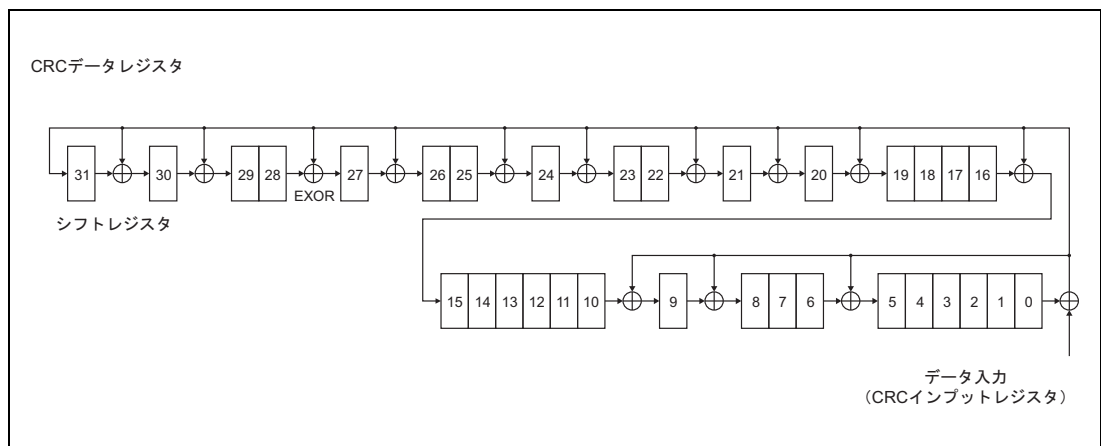 CRCデータレジスタ
31 30 29 28 27 26 25 24 23 22 21 20 19 18 17 16
EXOR
シフトレジスタ
15 14 13 12 11 10 9 8 7 6 5 4 3 2 1 0
データ入力
(CRCインプットレジスタ)